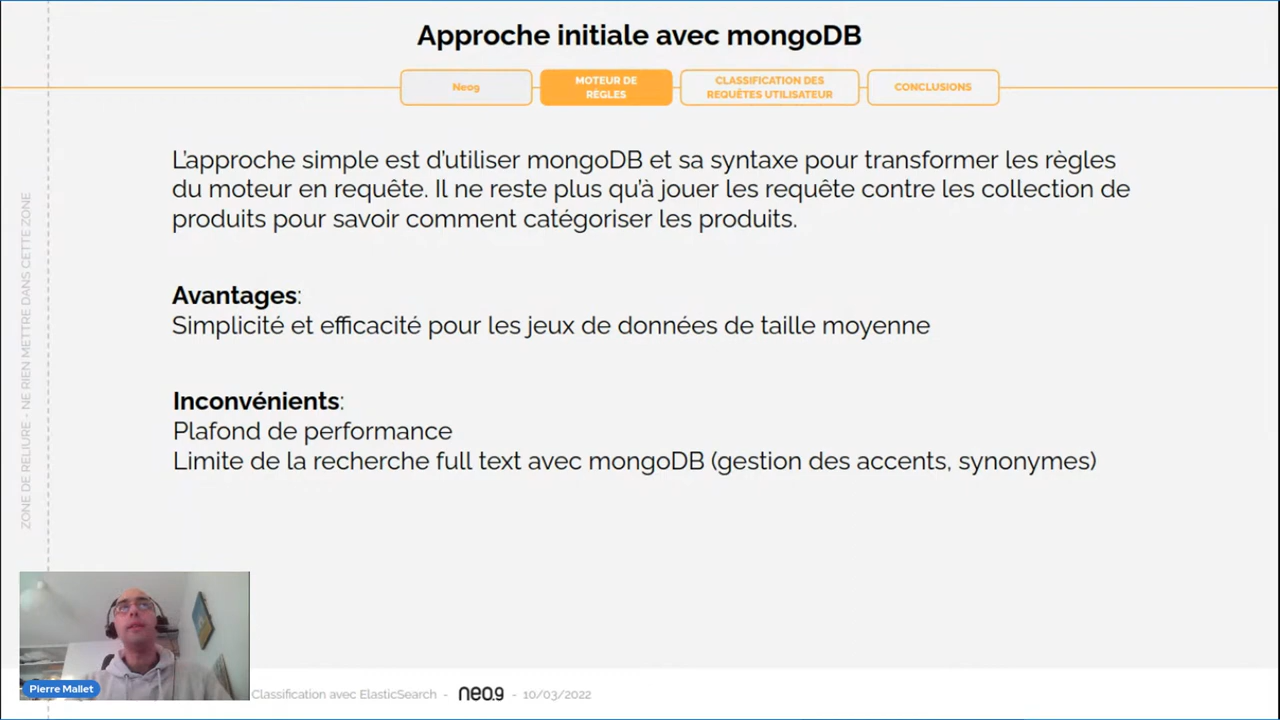 Approche initiale avec mongoDB
Neo9
MOTEUR DE
RÈGLES
CLASSIFICATION DES
REQUÊTES UTILISATEUR
CONCLUSIONS
L'approche simple est d'utiliser mongoDB et sa syntaxe pour transformer les règles
du moteur en requête. Il ne reste plus qu'à jouer les requête contre les collection de
produits pour savoir comment catégoriser les produits.
Avantages:
Simplicité et efficacité pour les jeux de données de taille moyenne
Inconvénients:
Plafond de performance
Limite de la recherche full text avec mongoDB (gestion des accents, synonymes)
ZONE DE RELIURE - NE RIEN METTRE DANS CETTE ZONE
Pierre Mallet
Classification avec ElasticSearch - neo.9 - 10/03/2022